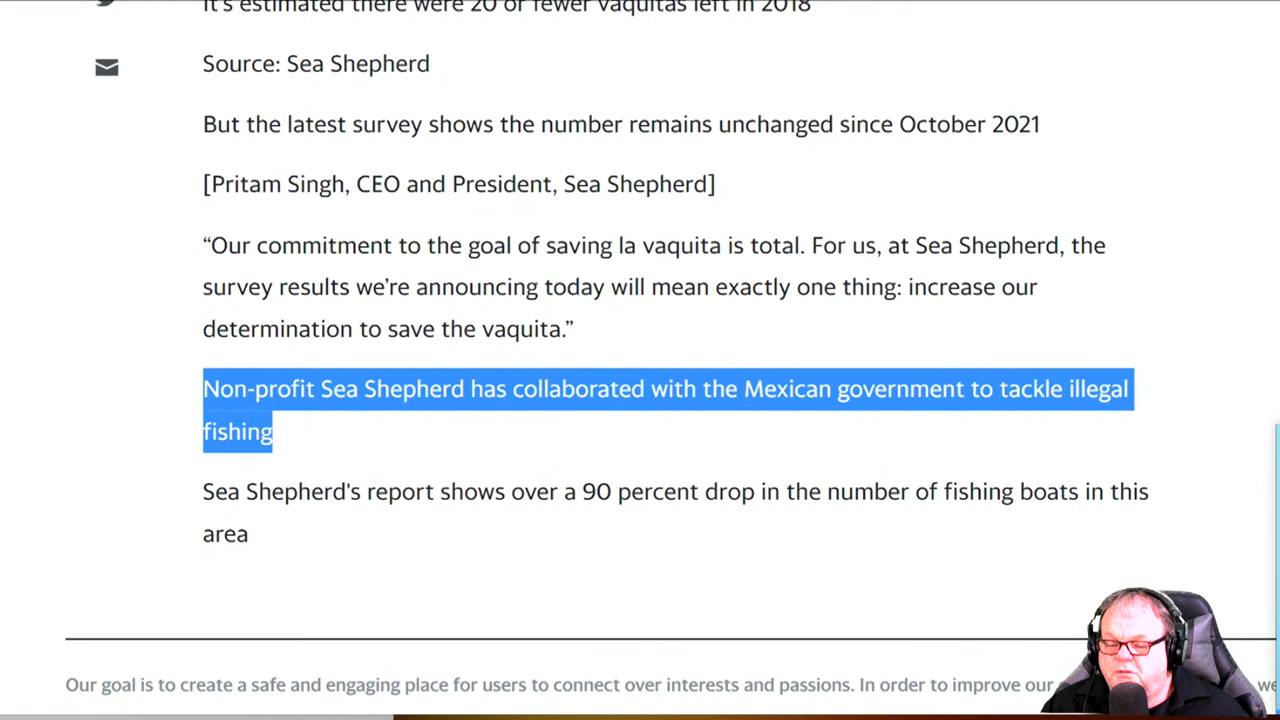 It's estimated there were 20 or fewer vaquitas left in 2018
Source: Sea Shepherd
But the latest survey shows the number remains unchanged since October 2021
[Pritam Singh, CEO and President, Sea Shepherd]
“Our commitment to the goal of saving la vaquita is total. For us, at Sea Shepherd, the
survey results we’re announcing today will mean exactly one thing: increase our
determination to save the vaquita.”
Non-profit Sea Shepherd has collaborated with the Mexican government to tackle illegal
fishing
Sea Shepherd's report shows over a 90 percent drop in the number of fishing boats in this
area
Our goal is to create a safe and engaging place for users to connect over interests and passions. In order to improve our we